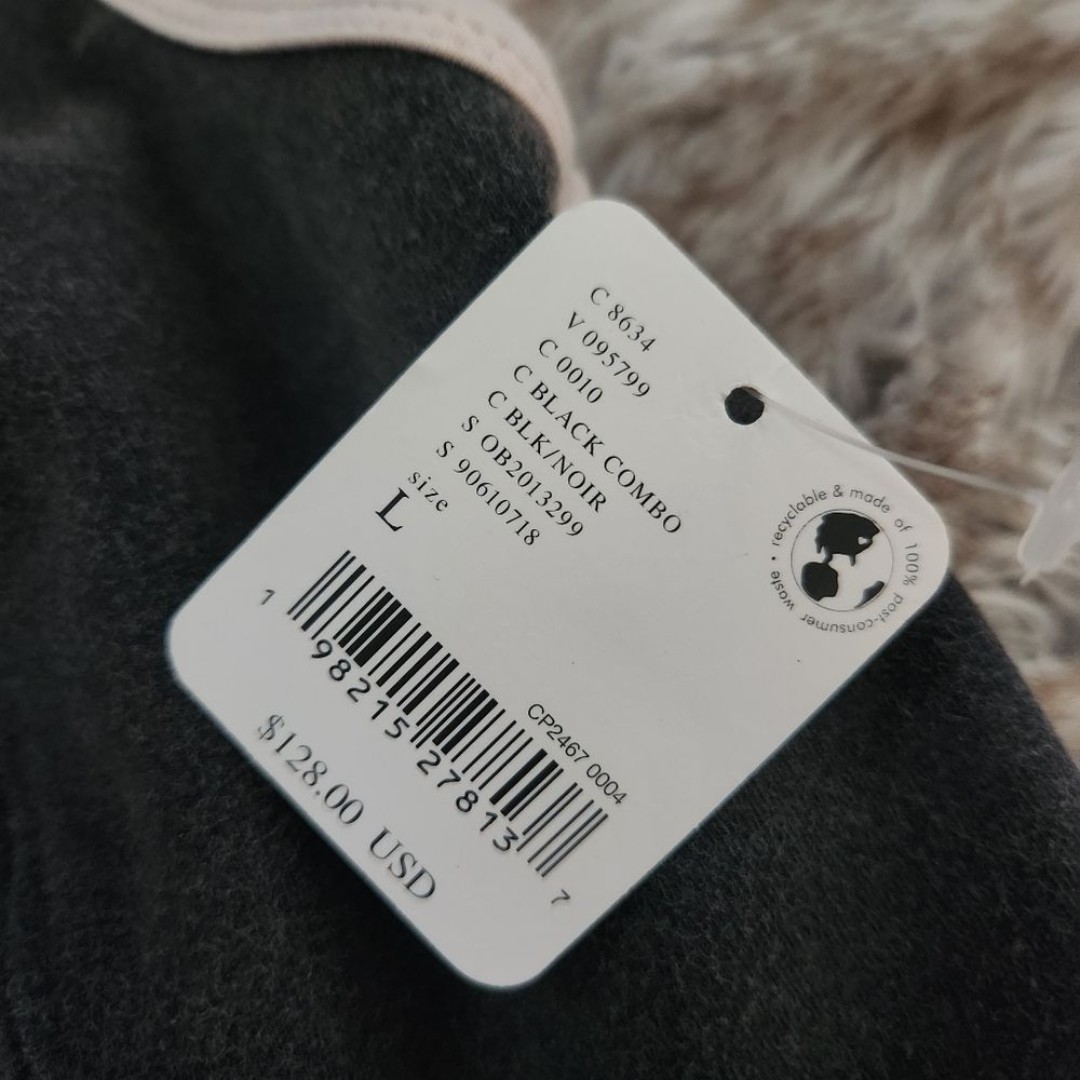 C 8634
V 095799
C 0010
C BLACK COMBO
C BLK/NOIR
S OB2013299
S 90610718
size
L
CP2467 0004
1 98215 27813 7
$128.00 USD
recyclable & made of 100% post-consumer waste •